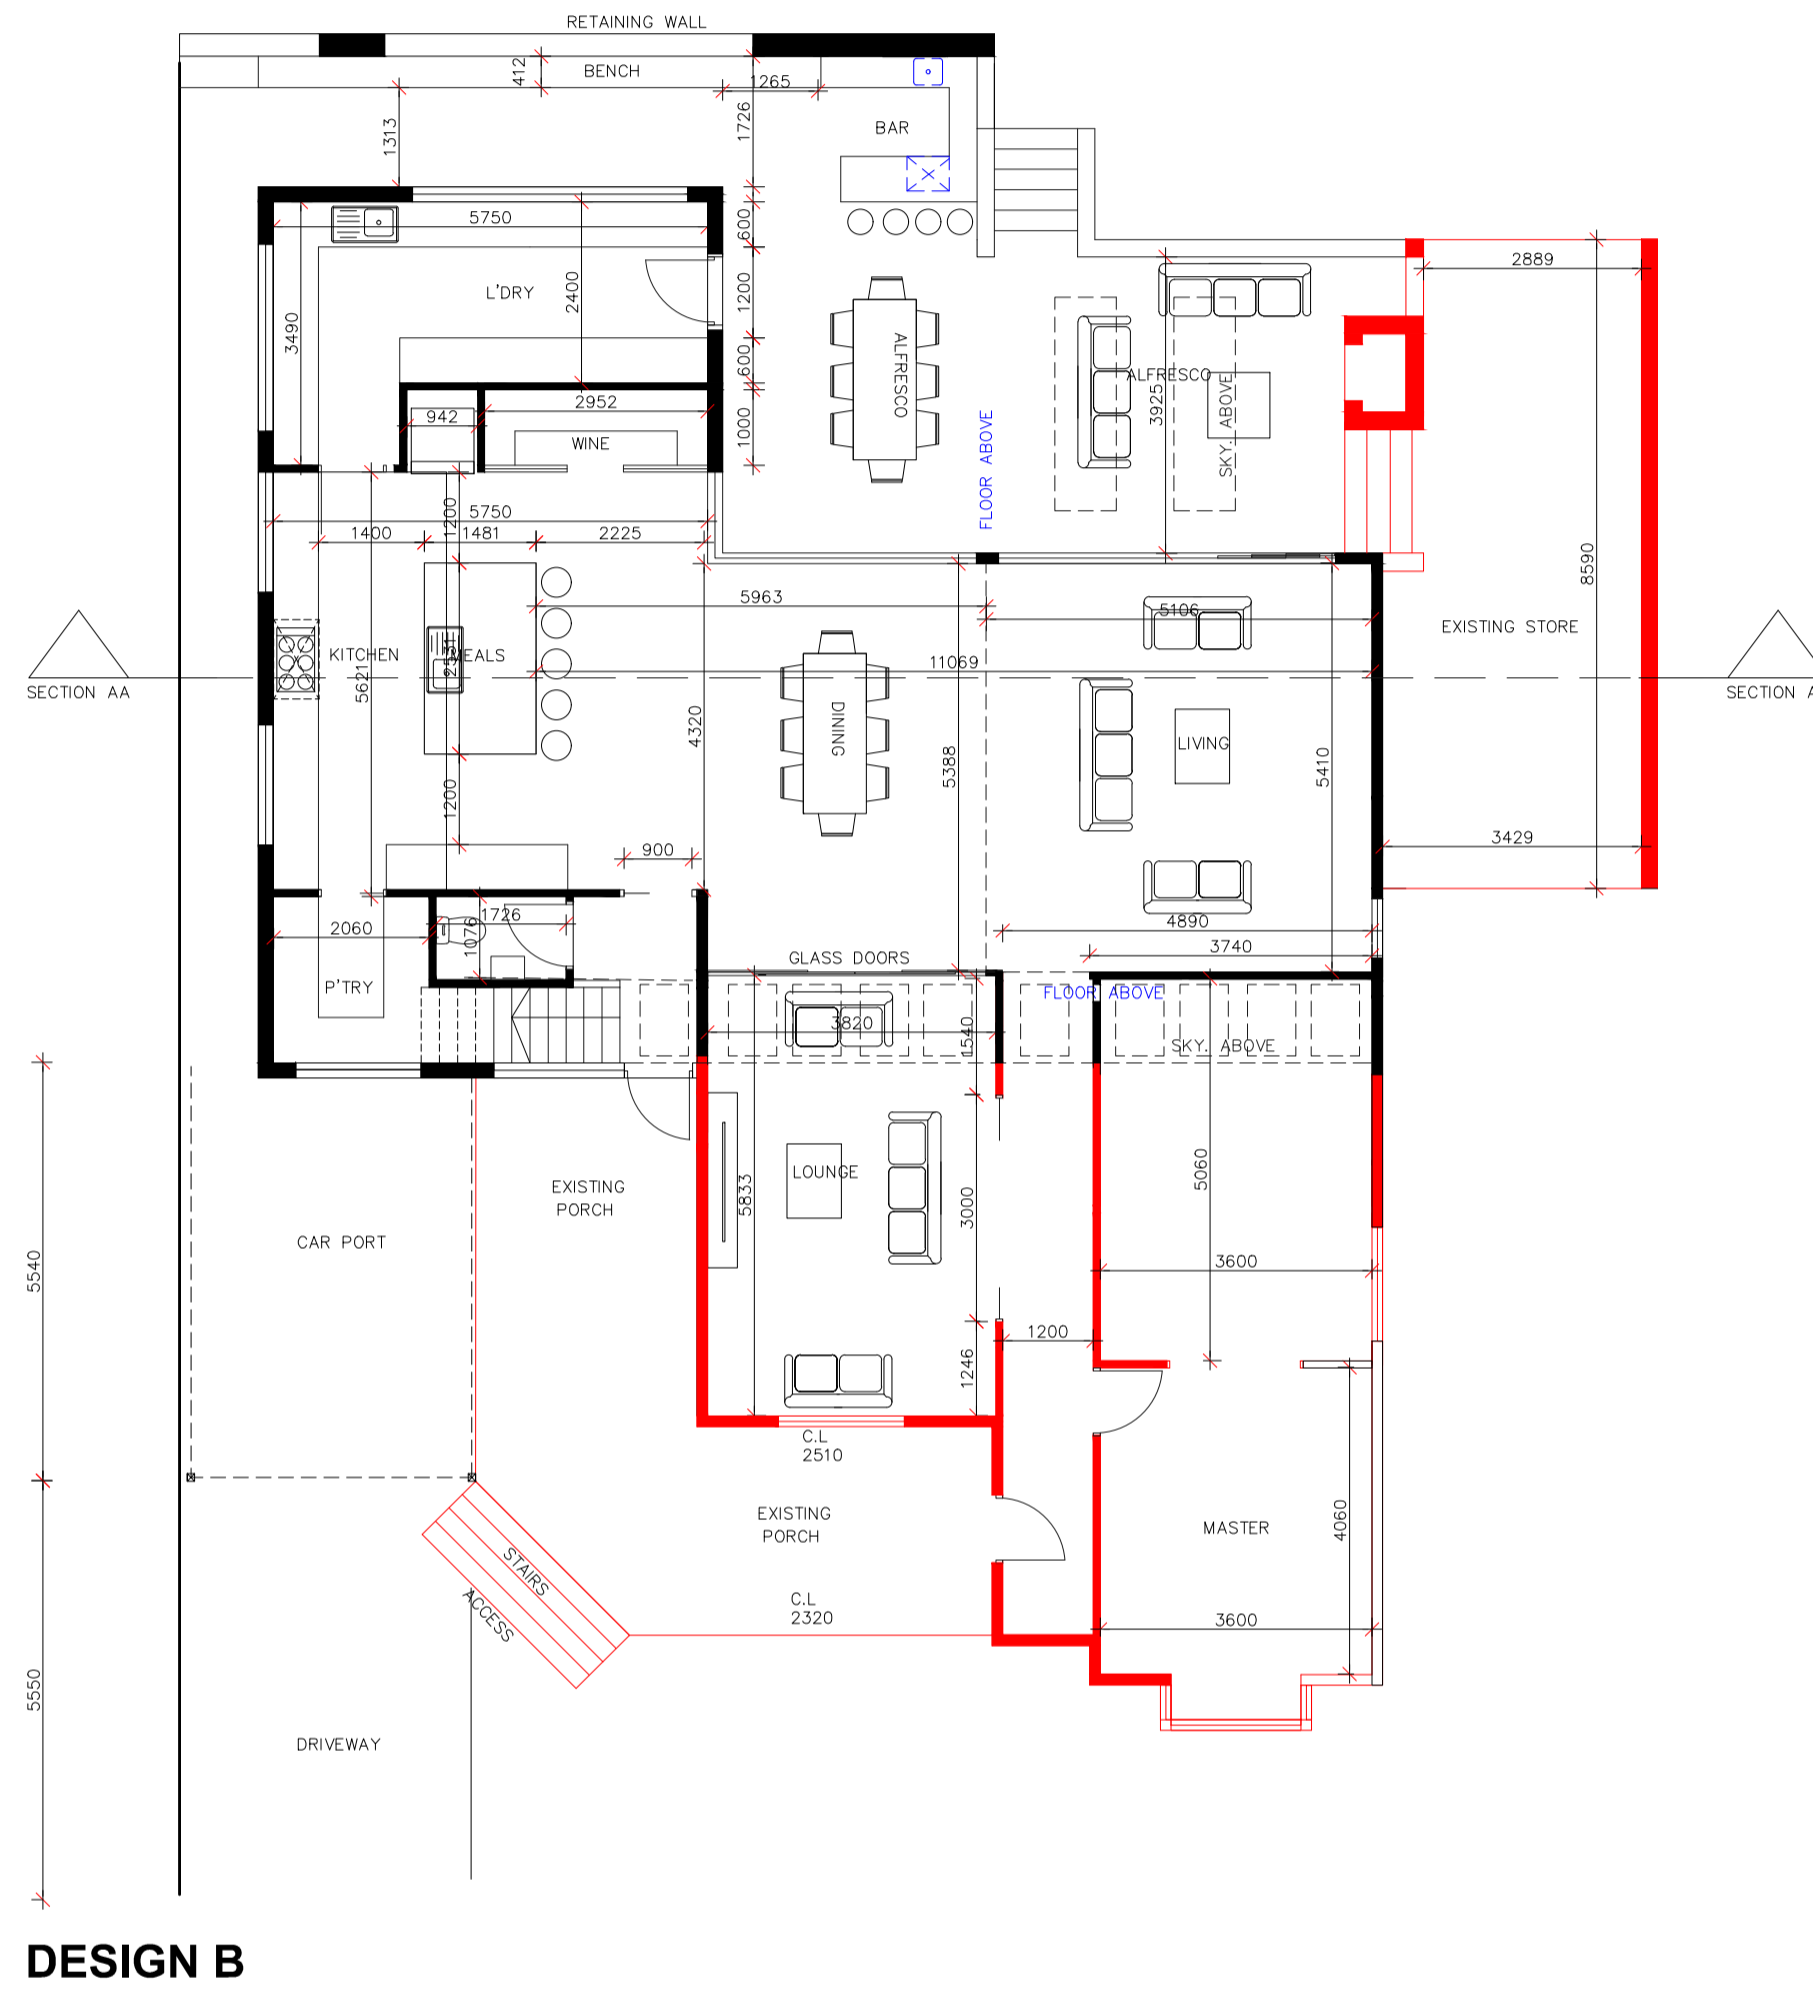 RETAINING WALL
BENCH
412
1265
1726
1313
BAR
5750
600
2889
L'DRY
2400
1200
3490
ALFRESCO
ALFRESCO
3925
SKY. ABOVE
600
942
2952
1000
WINE
FLOOR ABOVE
5750
1200
1400
1481
2225
8590
5963
5106
EXISTING STORE
KITCHEN
MEALS
2531
5621
11069
SECTION AA
SECTION A
4320
DINING
LIVING
5388
5410
1200
900
3429
2060
1726
1076
4890
3740
GLASS DOORS
P'TRY
FLOOR ABOVE
3820
1540
SKY. ABOVE
LOUNGE
5833
3000
5060
EXISTING
PORCH
CAR PORT
5540
3600
1200
1246
C.L
2510
EXISTING
PORCH
MASTER
4060
STAIRS
ACCESS
C.L
2320
3600
5550
DRIVEWAY
DESIGN B